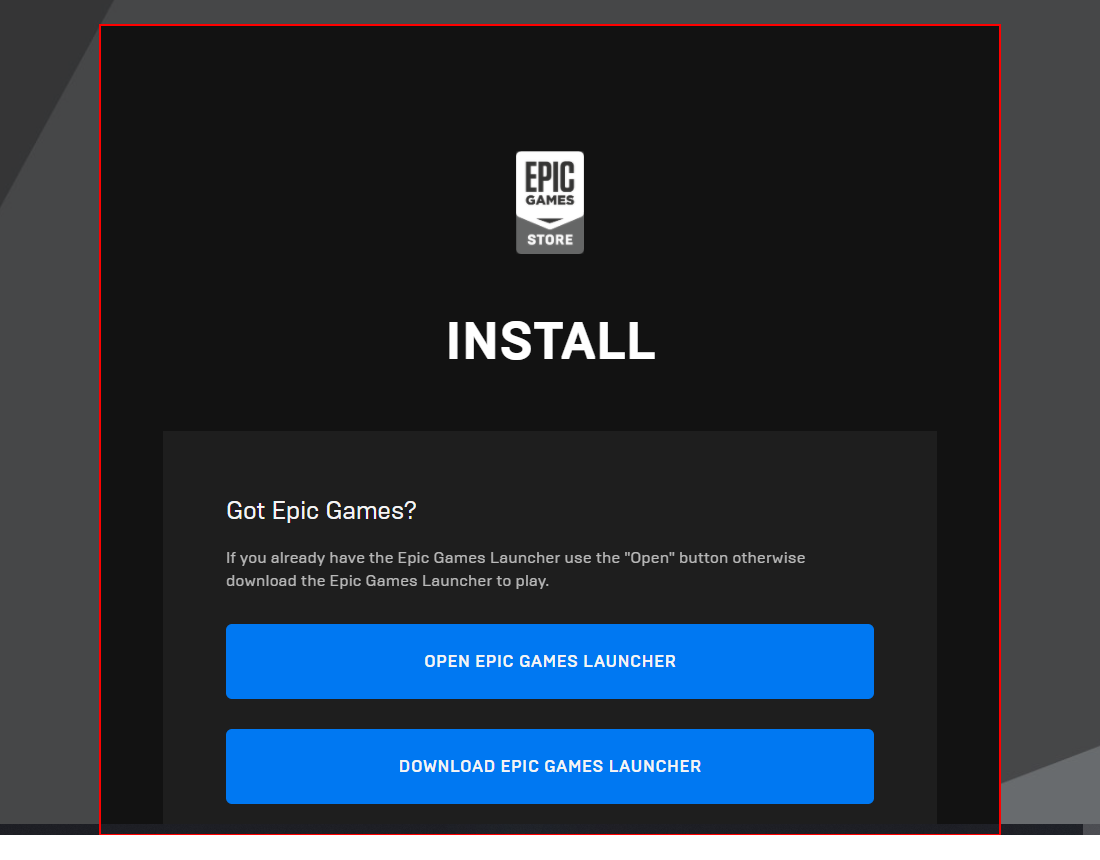 EPIC
GAMES
STORE
INSTALL
Got Epic Games?
If you already have the Epic Games Launcher use the "Open" button otherwise
download the Epic Games Launcher to play.
OPEN EPIC GAMES LAUNCHER
DOWNLOAD EPIC GAMES LAUNCHER